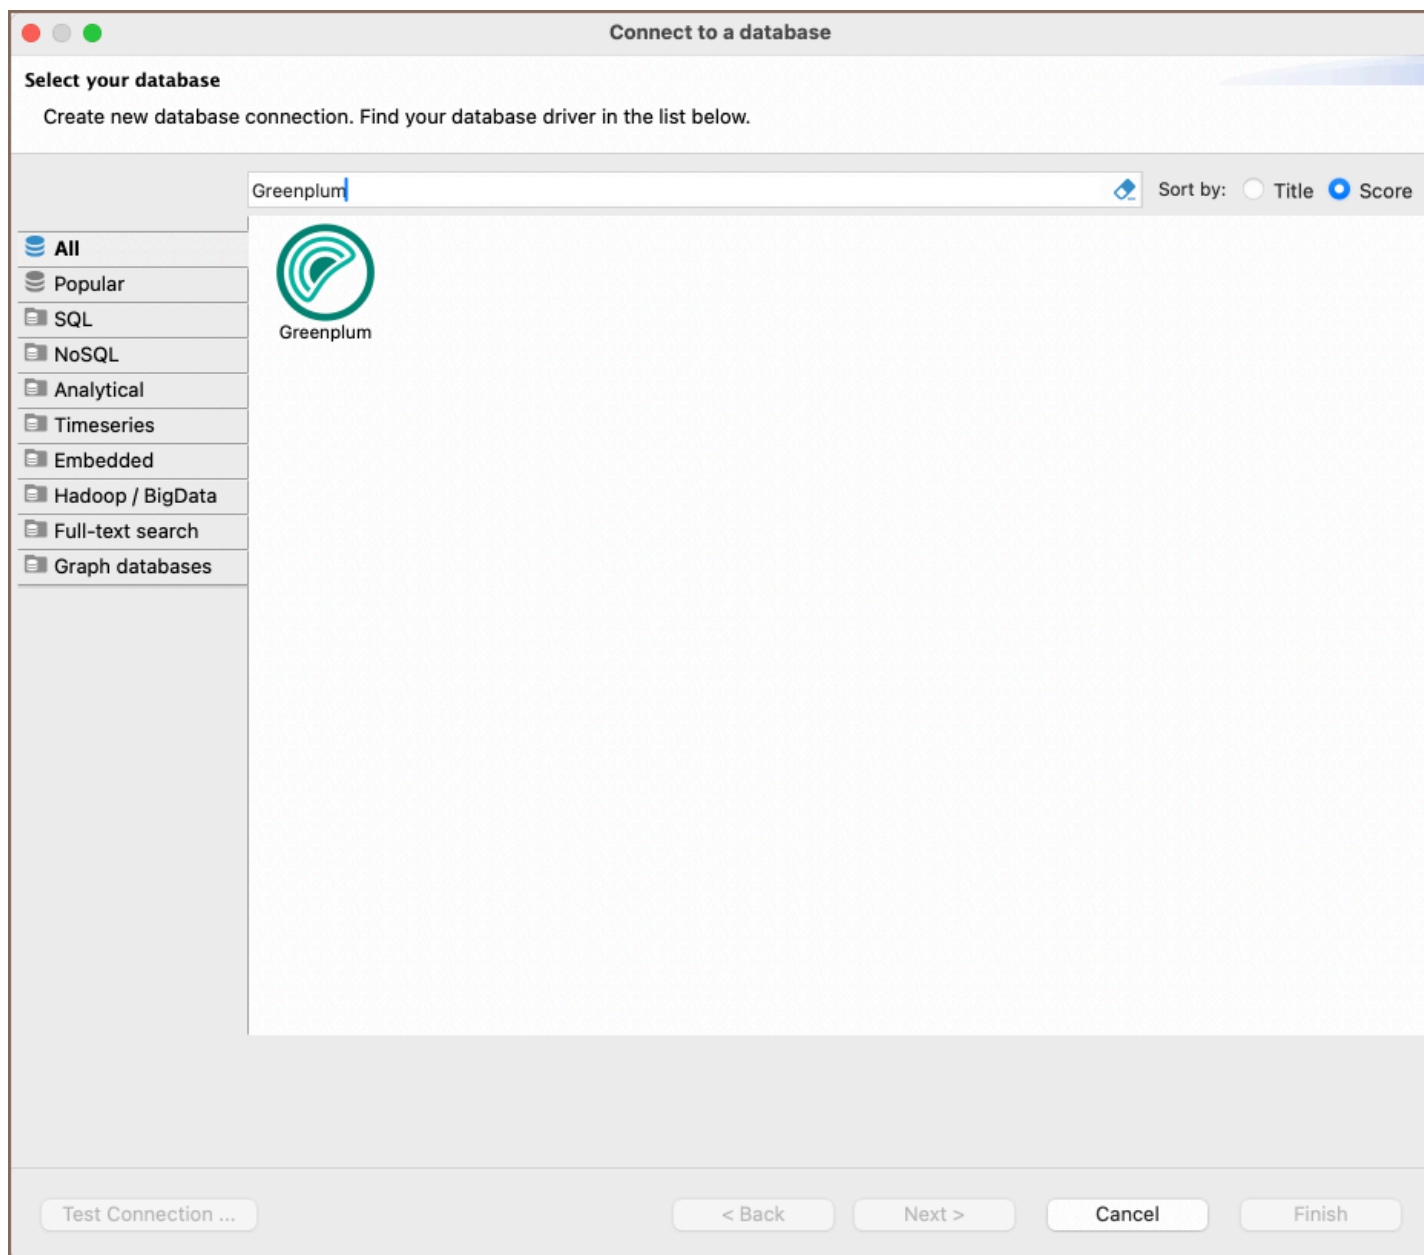 Connect to a database
Select your database
Create new database connection. Find your database driver in the list below.
Greenplum
Sort by: Title Score
All
Popular
SQL
NoSQL
Analytical
Timeseries
Embedded
Hadoop / BigData
Full-text search
Graph databases
Greenplum
Test Connection ...
< Back
Next >
Cancel
Finish